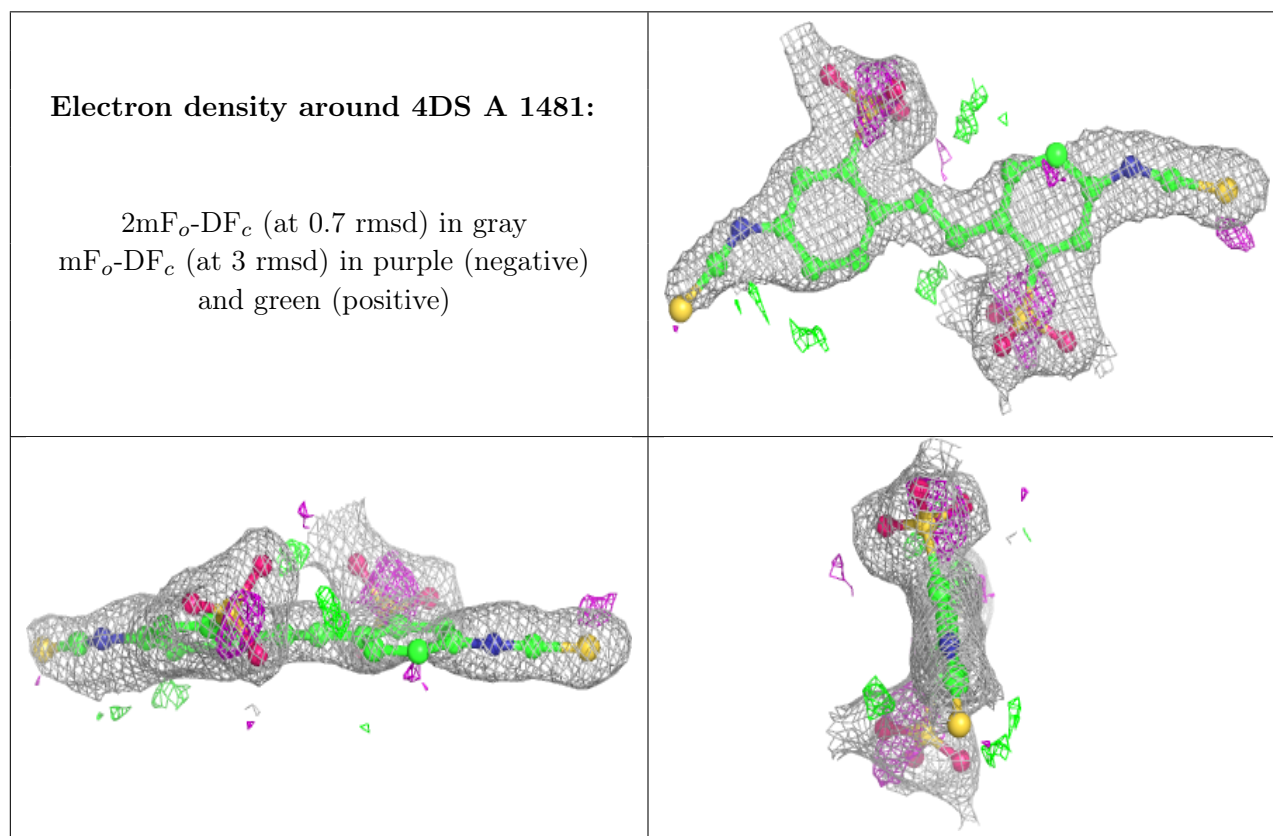 Electron density around 4DS A 1481:
2mFₒ-DF𝒸 (at 0.7 rmsd) in gray
mFₒ-DF𝒸 (at 3 rmsd) in purple (negative)
and green (positive)